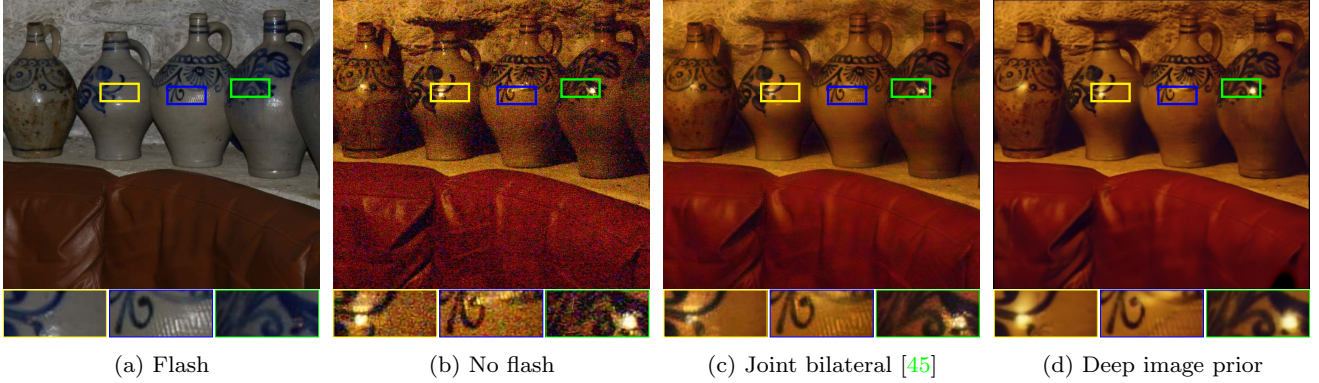 (a) Flash
(b) No flash
(c) Joint bilateral [45]
(d) Deep image prior